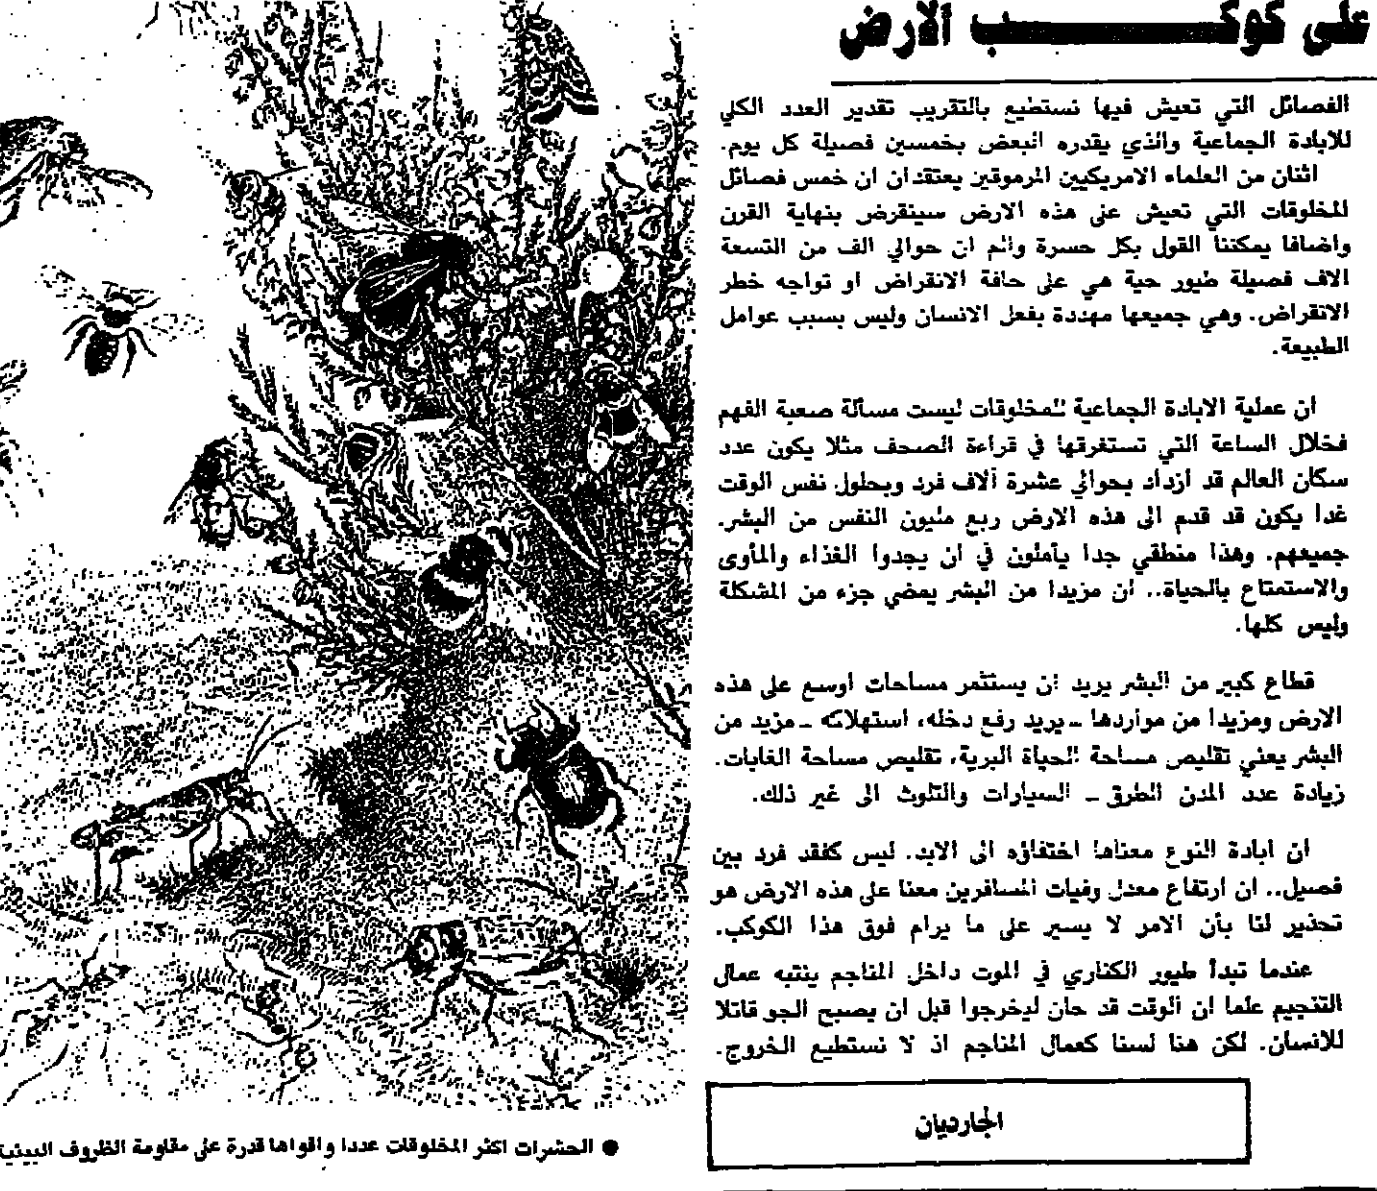 على كوكب الارض
الفصائل التي تعيش فيها نستطيع بالتقريب تقدير العدد الكلي
للابادة الجماعية والذي يقدره البعض بخمسين فصيلة كل يوم.
اثنان من العلماء الامريكيين المرموقين يعتقدان ان خمس فصائل
المخلوقات التي تعيش على هذه الارض سينقرض بنهاية القرن
واضافا يمكننا القول بكل حسرة والم ان حوالي الف من التسعة
الاف فصيلة طيور حية هي على حافة الانقراض او تواجه خطر
الانقراض. وهي جميعها مهددة بفعل الانسان وليس بسبب عوامل
الطبيعة.
ان عملية الابادة الجماعية للمخلوقات ليست مسألة صعبة الفهم
فخلال الساعة التي تستغرقها في قراءة الصحف مثلا يكون عدد
سكان العالم قد ازداد بحوالي عشرة آلاف فرد وبحلول نفس الوقت
غدا يكون قد قدم الى هذه الارض ربع مليون النفس من البشر.
جميعهم. وهذا منطقي جدا يأملون في ان يجدوا الغذاء والمأوى
والاستمتاع بالحياة.. ان مزيدا من البشر يمضي جزء من المشكلة
وليس كلها.
قطاع كبير من البشر يريد ان يستثمر مساحات اوسع على هذه
الارض ومزيدا من مواردها ـ يريد رفع دخله، استهلاكه ـ مزيد من
البشر يعني تقليص مساحة الحياة البرية، تقليص مساحة الغابات.
زيادة عدد المدن الطرق ـ السيارات والتلوث الى غير ذلك.
ان ابادة النوع معناها اختفاؤه الى الابد. ليس كفقد فرد بين
فصيل.. ان ارتفاع معدل وفيات المسافرين معنا على هذه الارض هو
تحذير لنا بأن الامر لا يسير على ما يرام فوق هذا الكوكب.
عندما تبدأ طيور الكناري في الموت داخل المناجم ينتبه عمال
التنجيم علما ان الوقت قد حان ليخرجوا قبل ان يصبح الجو قاتلا
للانسان. لكن هنا لسنا كعمال المناجم اذ لا نستطيع الخروج.
الجارديان
● الحشرات اكثر المخلوقات عددا واقواها قدرة على مقاومة الظروف البيئية